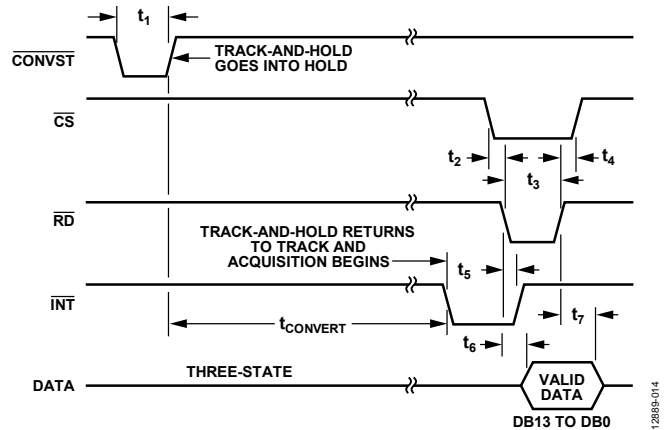 t1
CONVST
TRACK-AND-HOLD
GOES INTO HOLD
CS
t2
t3
t4
RD
TRACK-AND-HOLD RETURNS
TO TRACK AND
ACQUISITION BEGINS
t5
INT
tCONVERT
t6
t7
THREE-STATE
DATA
VALID
DATA
DB13 TO DB0
12889-014